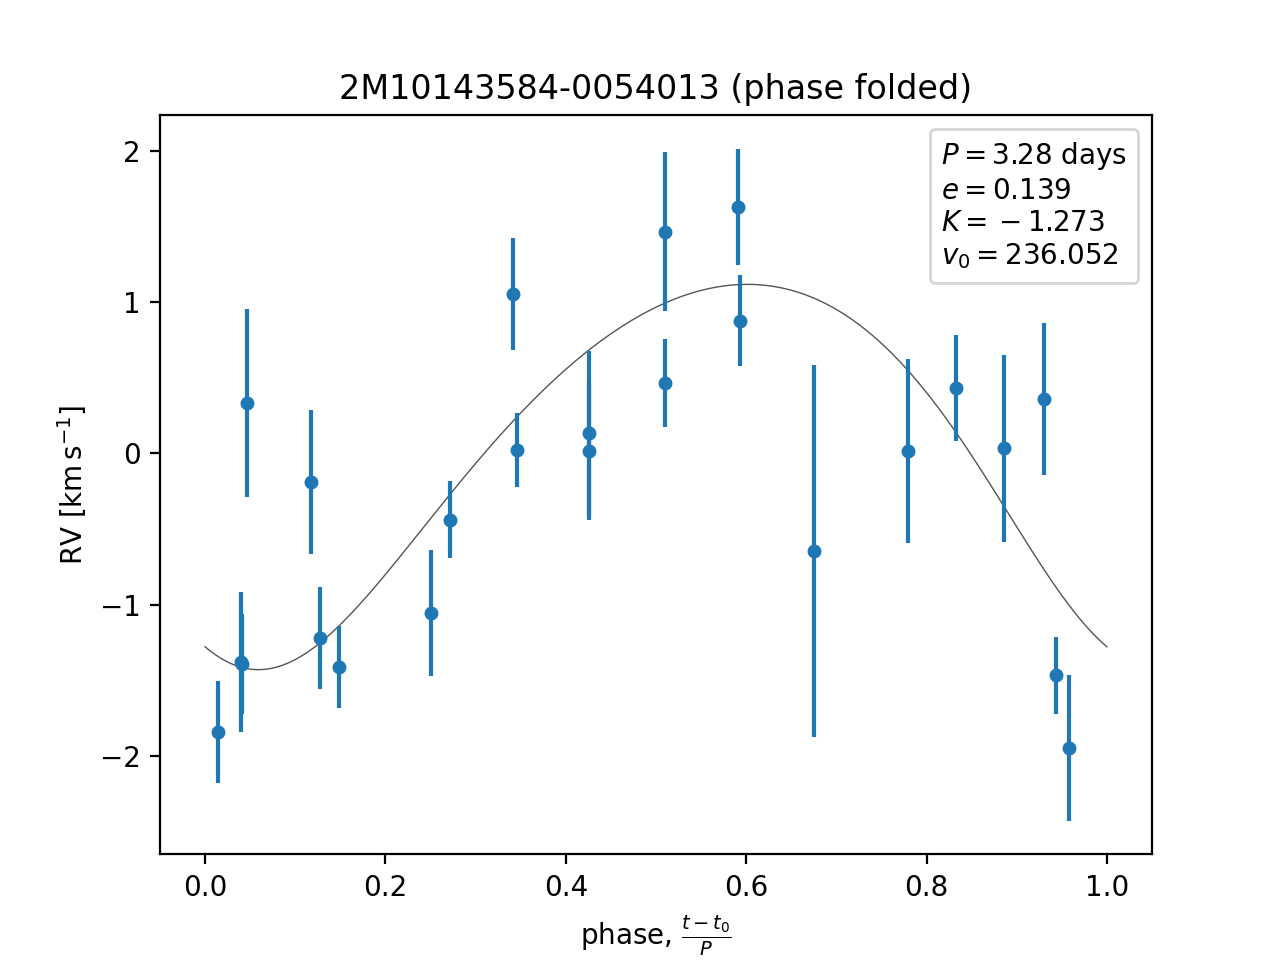 2M10143584-0054013 (phase folded)
P = 3.28 days
e = 0.139
K = −1.273
v₀ = 236.052
RV [km s⁻¹]
2
1
0
−1
−2
0.0 0.2 0.4 0.6 0.8 1.0
phase, (t − t₀)/P